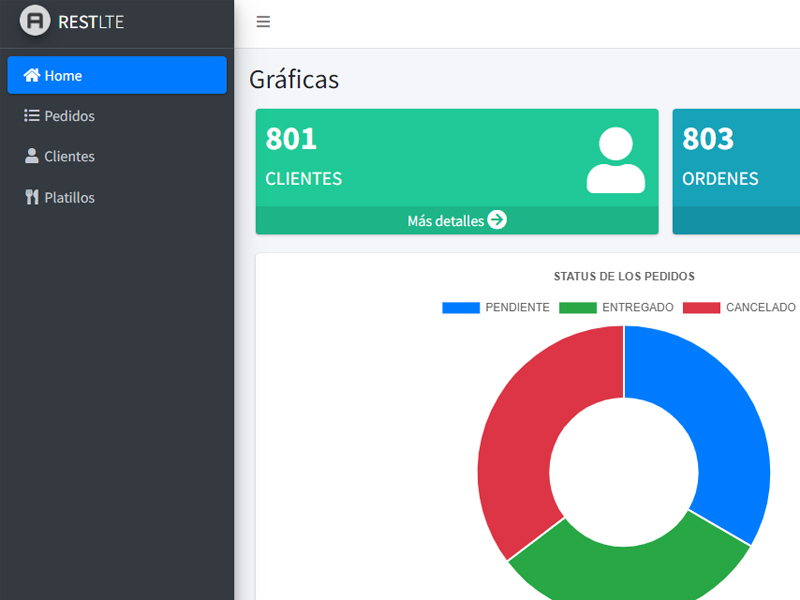 RESTLTE
Home
Pedidos
Clientes
Platillos
Gráficas
801
CLIENTES
Más detalles
803
ORDENES
STATUS DE LOS PEDIDOS
PENDIENTE ENTREGADO CANCELADO